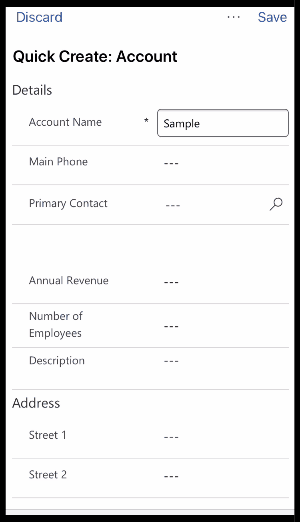 Discard ··· Save
Quick Create: Account
Details
Account Name * Sample
Main Phone ---
Primary Contact ---
Annual Revenue ---
Number of
Employees ---
Description ---
Address
Street 1 ---
Street 2 ---